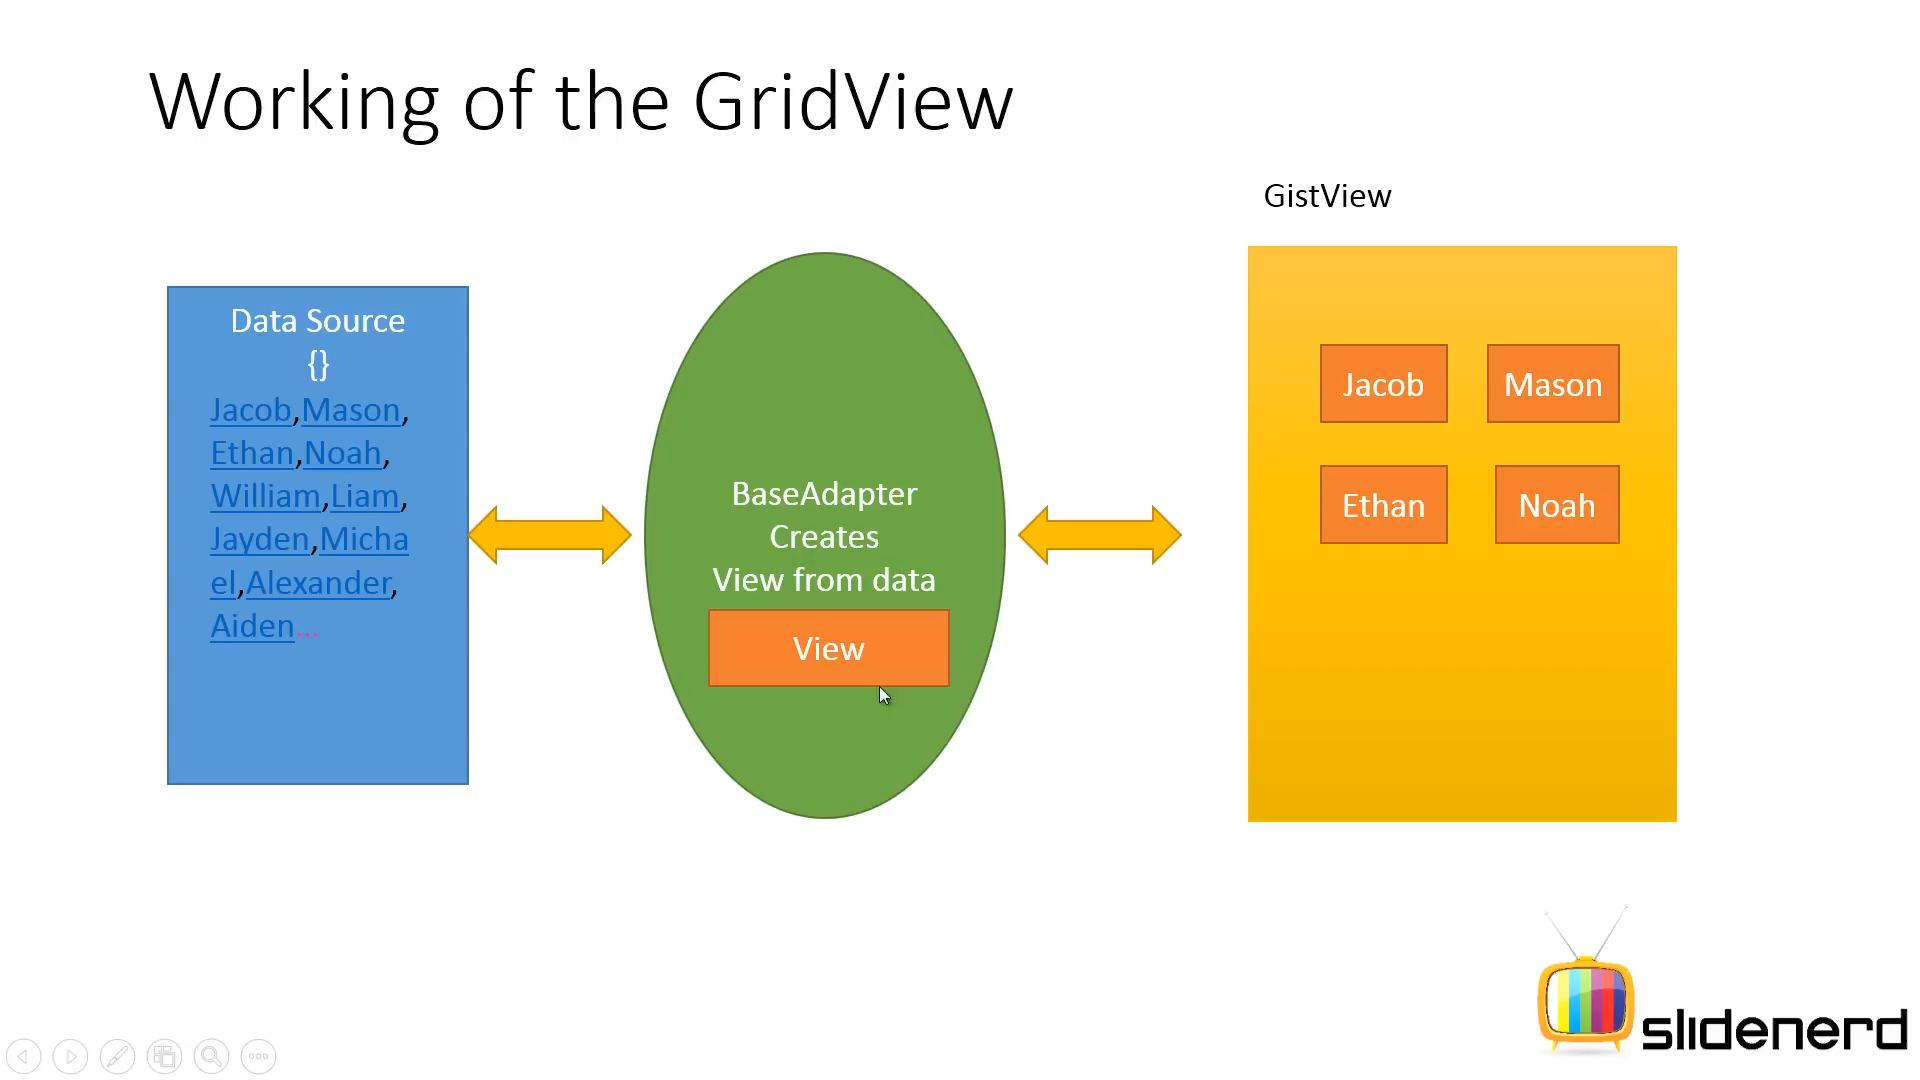 Working of the GridView
GistView
Data Source
{}
Jacob,Mason,
Ethan,Noah,
William,Liam,
Jayden,Micha
el,Alexander,
Aiden...
BaseAdapter
Creates
View from data
View
Jacob
Mason
Ethan
Noah
slidenerd